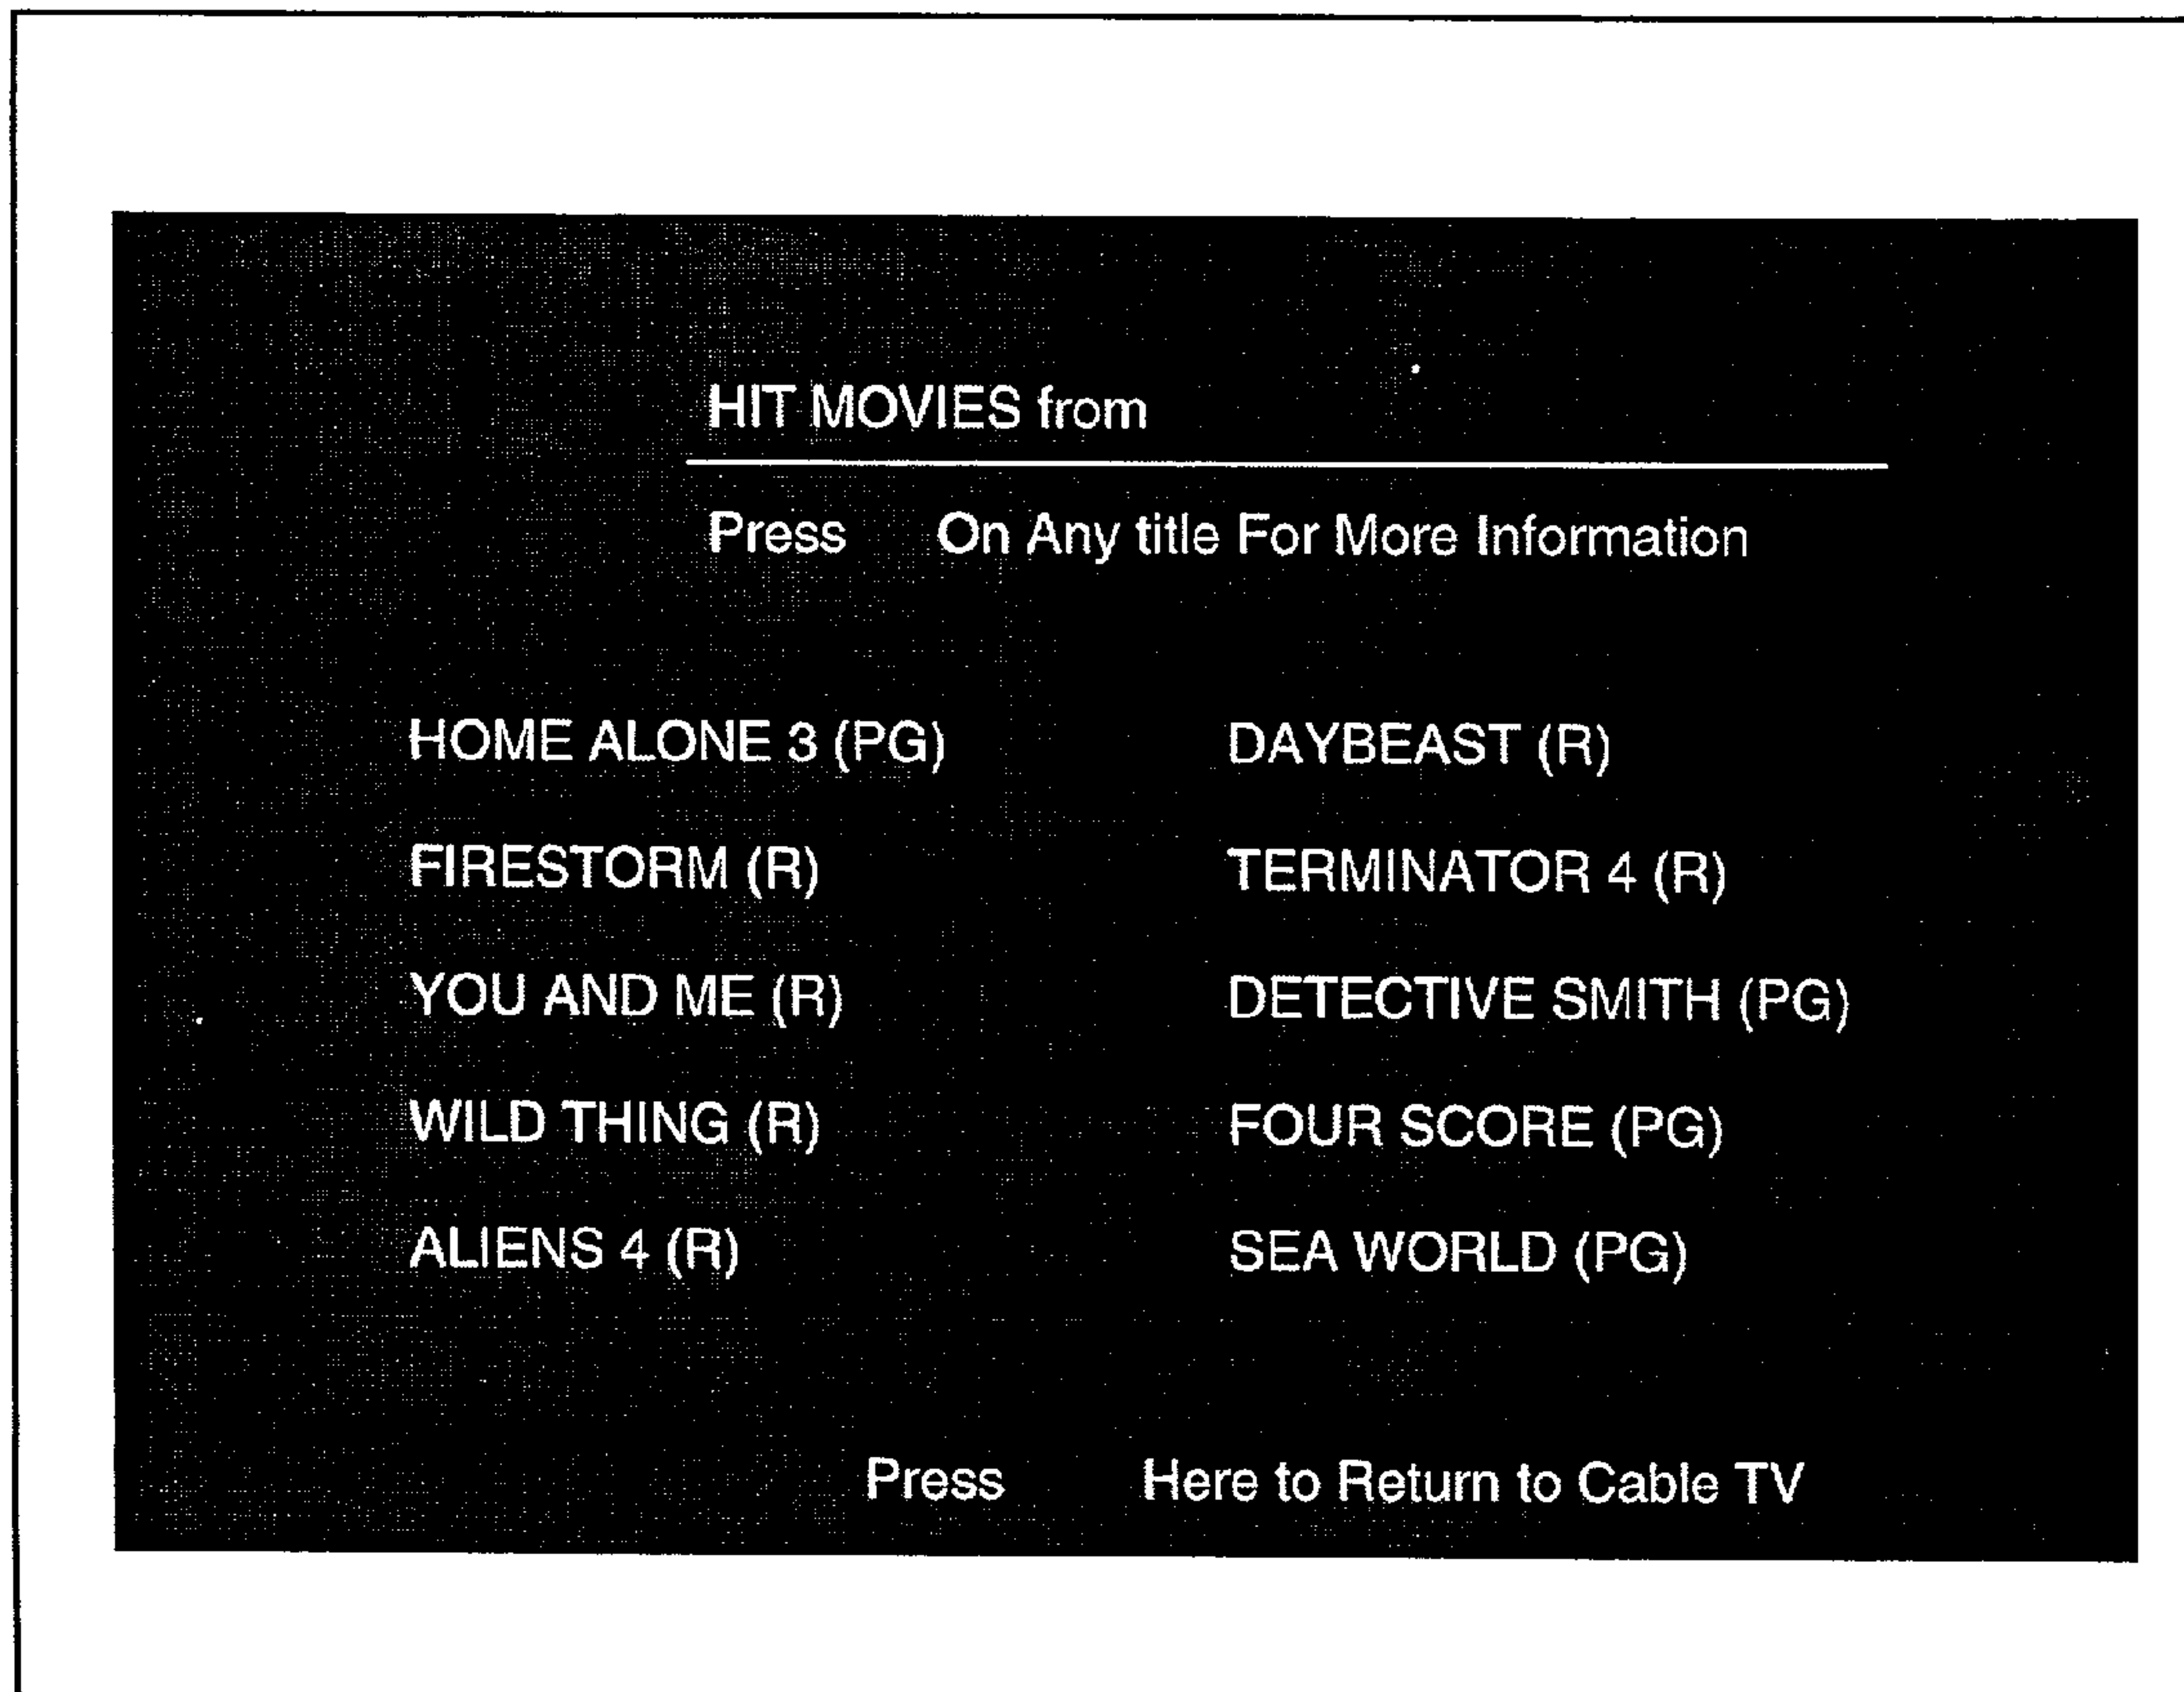 HIT MOVIES from
Press On Any title For More Information
HOME ALONE 3 (PG) DAYBEAST (R)
FIRESTORM (R) TERMINATOR 4 (R)
YOU AND ME (R) DETECTIVE SMITH (PG)
WILD THING (R) FOUR SCORE (PG)
ALIENS 4 (R) SEA WORLD (PG)
Press Here to Return to Cable TV